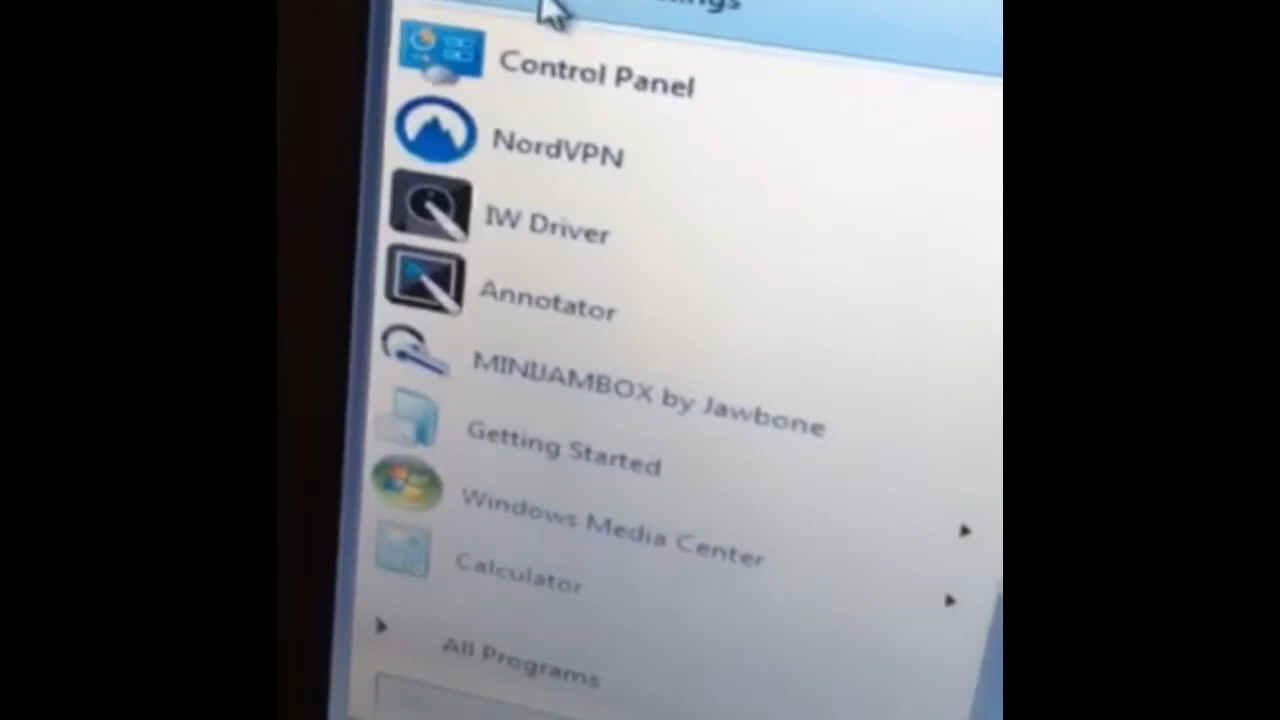 Control Panel
NordVPN
IW Driver
Annotator
MINIJAMBOX by Jawbone
Getting Started
Windows Media Center
Calculator
All Programs